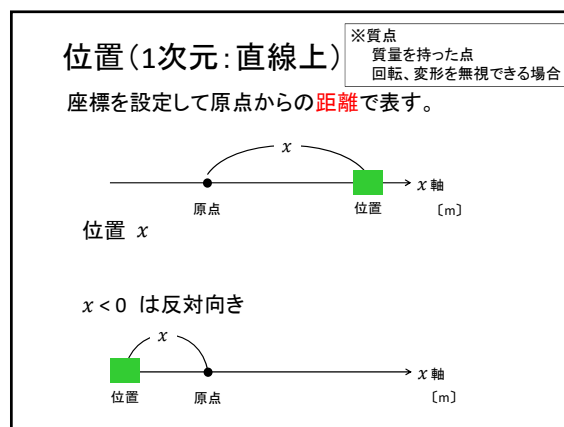 位置(1次元:直線上)
※質点
質量を持った点
回転、変形を無視できる場合
座標を設定して原点からの距離で表す。
x
x 軸
原点
位置
〔m〕
位置 x
x < 0 は反対向き
x
x 軸
位置
原点
〔m〕